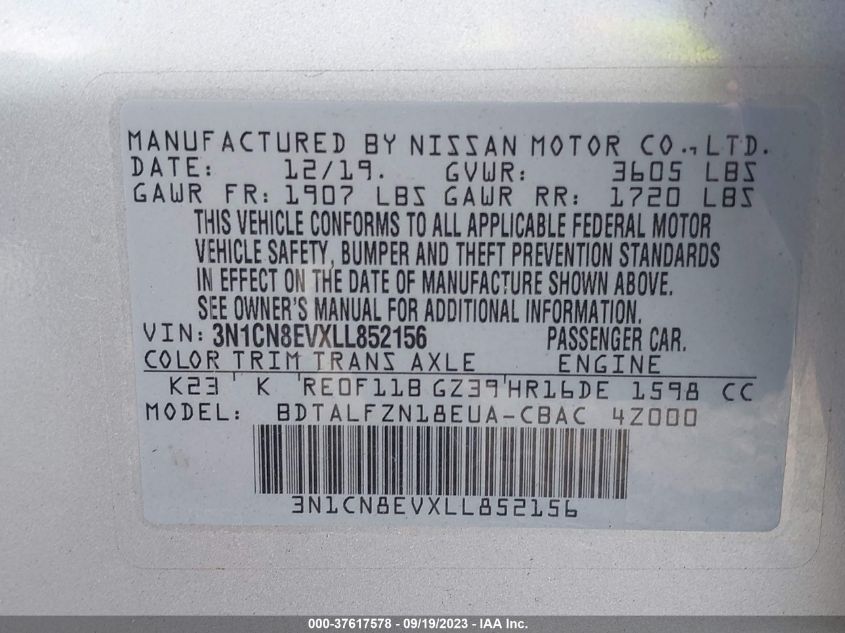 MANUFACTURED BY NISSAN MOTOR CO., LTD.
DATE: 12/19. GVWR: 3605 LBS
GAWR FR: 1907 LBS GAWR RR: 1720 LBS
THIS VEHICLE CONFORMS TO ALL APPLICABLE FEDERAL MOTOR
VEHICLE SAFETY, BUMPER AND THEFT PREVENTION STANDARDS
IN EFFECT ON THE DATE OF MANUFACTURE SHOWN ABOVE.
SEE OWNER'S MANUAL FOR ADDITIONAL INFORMATION.
VIN: 3N1CN8EVXLL852156 PASSENGER CAR.
COLOR TRIM TRANS AXLE ENGINE
K23 K RE0F11B GZ39 HR16DE 1598 CC
MODEL: BDTALFZN18EUA-CBAC 4Z000
3N1CN8EVXLL852156
000-37617578 - 09/19/2023 - IAA Inc.